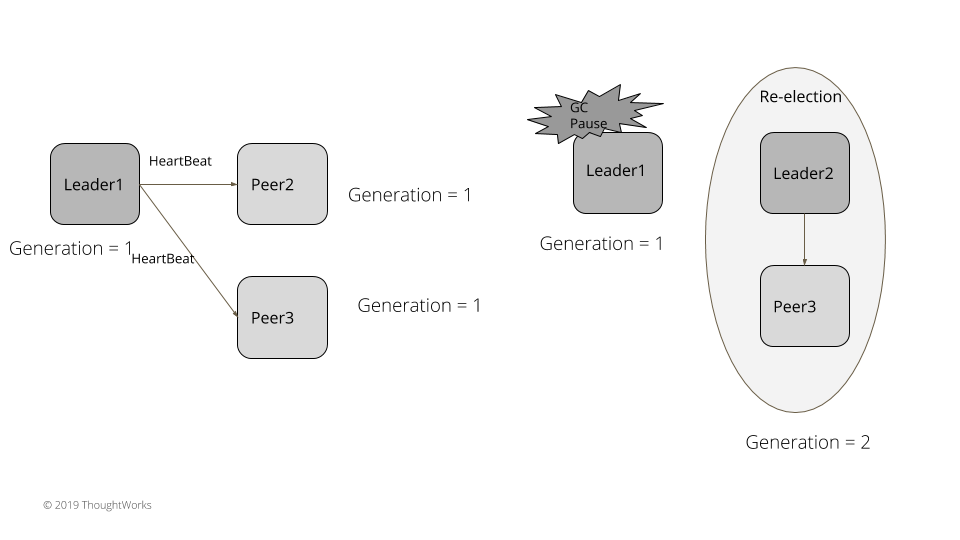 HeartBeat
Leader1
Peer2
Generation = 1
Generation = 1
HeartBeat
Peer3
Generation = 1
GC
Pause
Leader1
Generation = 1
Re-election
Leader2
Peer3
Generation = 2
© 2019 ThoughtWorks